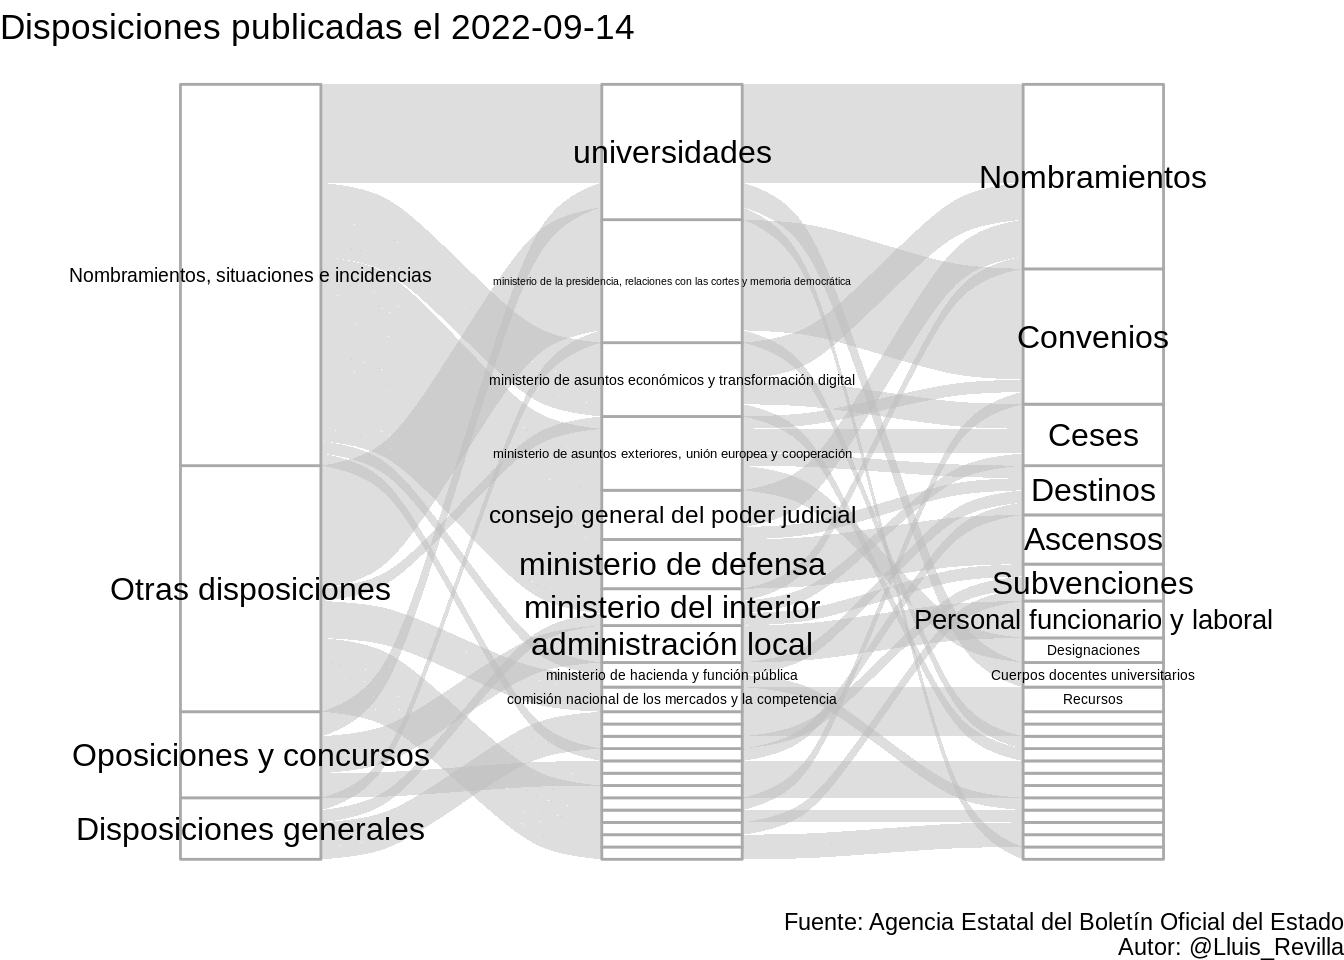 Disposiciones publicadas el 2022-09-14
Nombramientos, situaciones e incidencias
Otras disposiciones
Oposiciones y concursos
Disposiciones generales
universidades
ministerio de la presidencia, relaciones con las cortes y memoria democrática
ministerio de asuntos económicos y transformación digital
ministerio de asuntos exteriores, unión europea y cooperación
consejo general del poder judicial
ministerio de defensa
ministerio del interior
administración local
ministerio de hacienda y función pública
comisión nacional de los mercados y la competencia
Nombramientos
Convenios
Ceses
Destinos
Ascensos
Subvenciones
Personal funcionario y laboral
Designaciones
Cuerpos docentes universitarios
Recursos
Fuente: Agencia Estatal del Boletín Oficial del Estado
Autor: @Lluis_Revilla